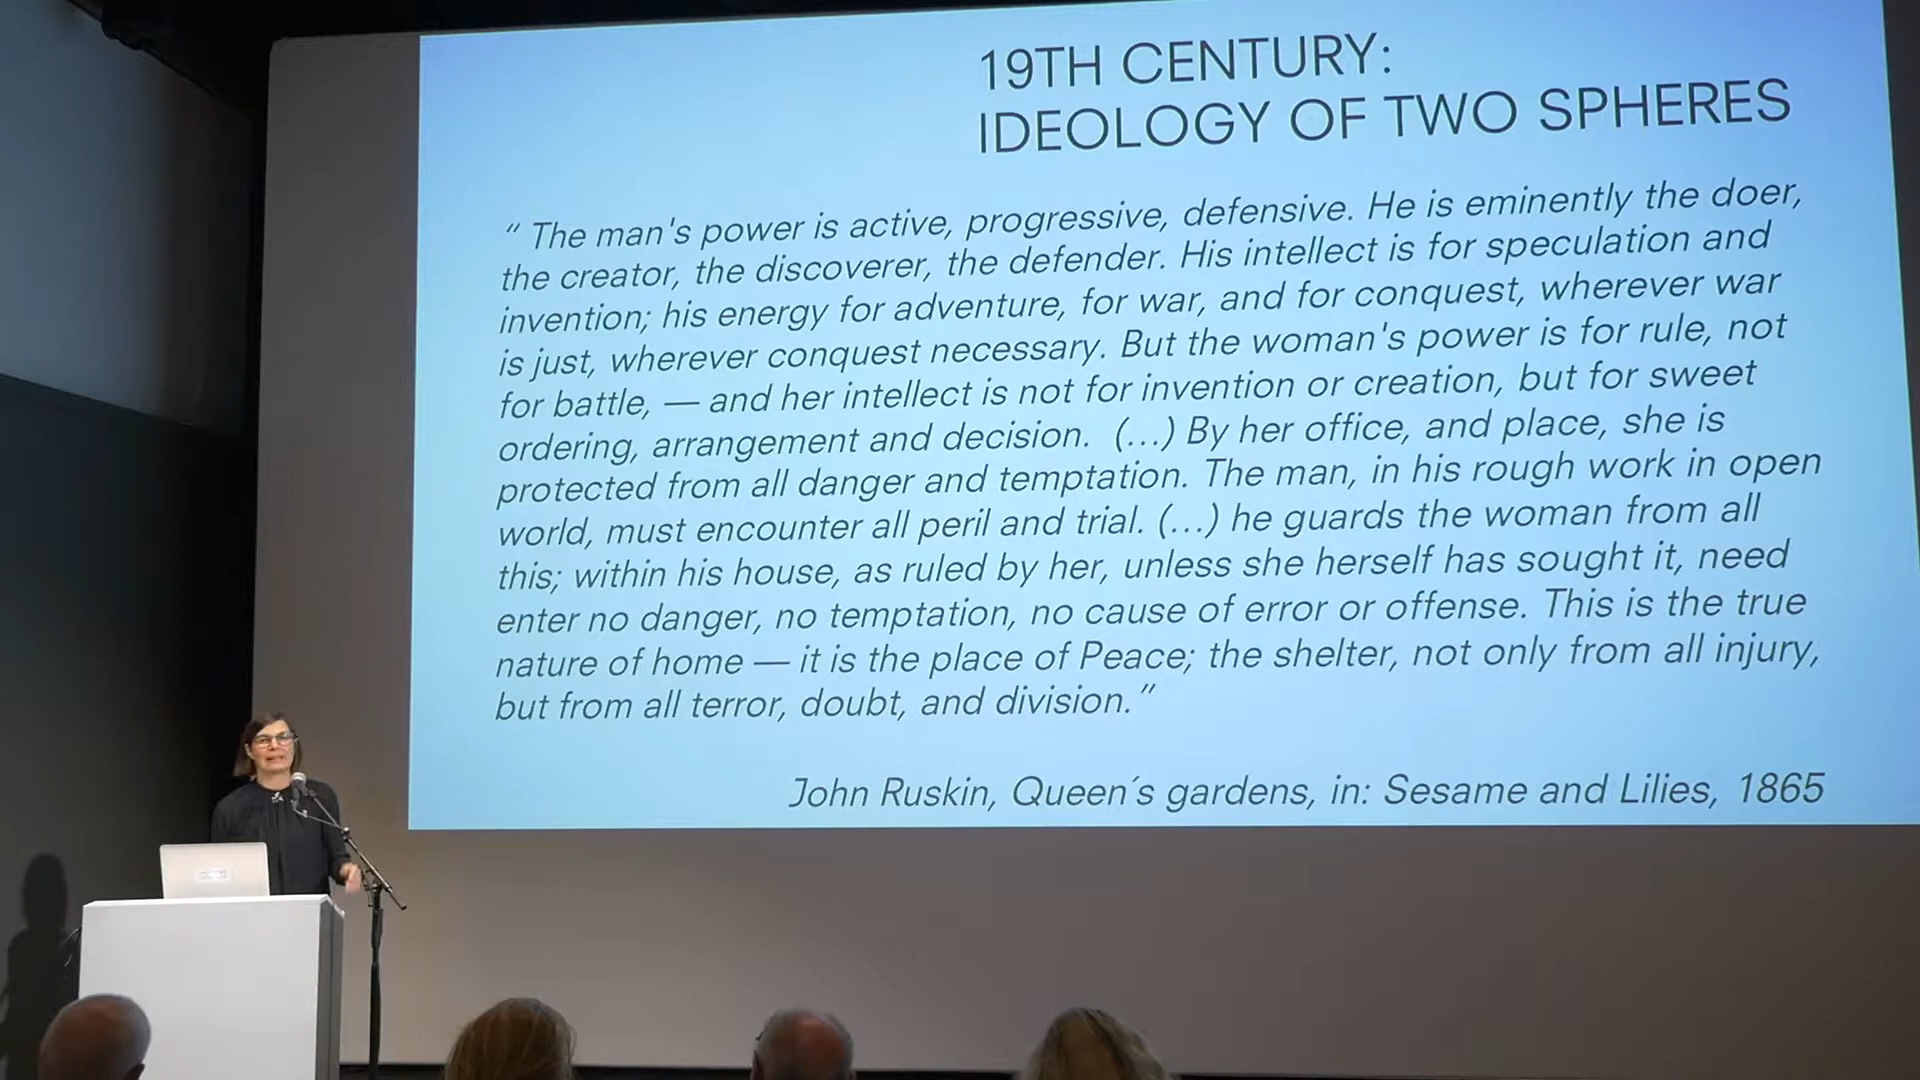 19TH CENTURY:
IDEOLOGY OF TWO SPHERES
“ The man's power is active, progressive, defensive. He is eminently the doer,
the creator, the discoverer, the defender. His intellect is for speculation and
invention; his energy for adventure, for war, and for conquest, wherever war
is just, wherever conquest necessary. But the woman's power is for rule, not
for battle, — and her intellect is not for invention or creation, but for sweet
ordering, arrangement and decision. (...) By her office, and place, she is
protected from all danger and temptation. The man, in his rough work in open
world, must encounter all peril and trial. (...) he guards the woman from all
this; within his house, as ruled by her, unless she herself has sought it, need
enter no danger, no temptation, no cause of error or offense. This is the true
nature of home — it is the place of Peace; the shelter, not only from all injury,
but from all terror, doubt, and division.”
John Ruskin, Queen´s gardens, in: Sesame and Lilies, 1865